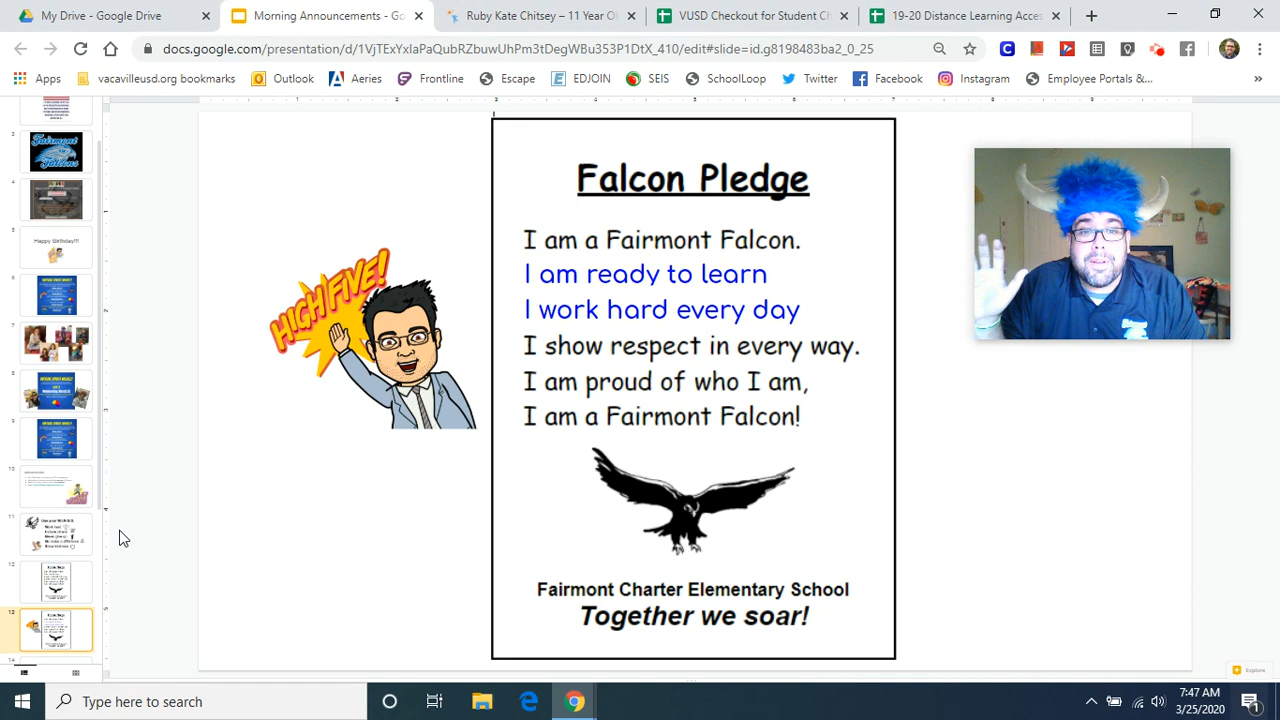 My Drive - Google Drive
Morning Announcements - Go
Ruby Kate Chitsey – 11 Year Ol
VUSD Checkout for Student Ch
19-20 Distance Learning Acces
docs.google.com/presentation/d/1VjTExYxIaPaQubRZbuwUhPm3tDegWBu353P1DtX_410/edit#slide=id.g8198483ba2_0_25
Apps
vacavilleusd.org bookmarks
Outlook
Aeries
Frontline
Escape
EDJOIN
SEIS
SchoolLoop
Twitter
Facebook
Instagram
Employee Portals &...
Fairmont
Falcons
Happy Birthday!!!
HIGH FIVE!
Falcon Pledge
I am a Fairmont Falcon.
I am ready to learn
I work hard every day
I show respect in every way.
I am proud of who I am,
I am a Fairmont Falcon!
Fairmont Charter Elementary School
Together we soar!
Explore
Type here to search
7:47 AM
3/25/2020